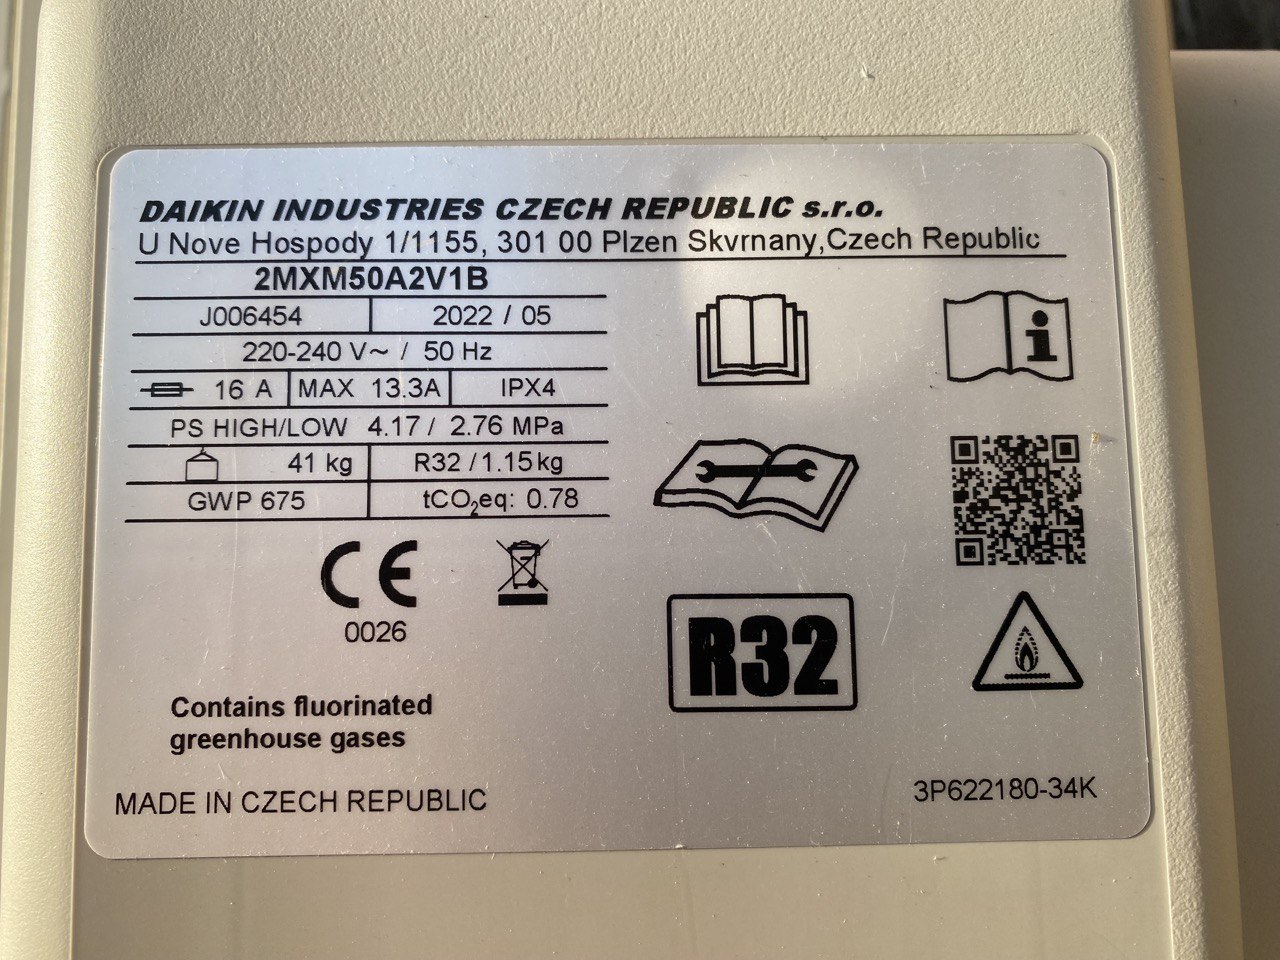 DAIKIN INDUSTRIES CZECH REPUBLIC s.r.o.
U Nove Hospody 1/1155, 301 00 Plzen Skvrnany,Czech Republic
2MXM50A2V1B
J006454 2022 / 05
220-240 V~ / 50 Hz
16 A MAX 13.3A IPX4
PS HIGH/LOW 4.17 / 2.76 MPa
41 kg R32 / 1.15kg
GWP 675 tCO₂eq: 0.78
CE
0026
R32
Contains fluorinated
greenhouse gases
MADE IN CZECH REPUBLIC
3P622180-34K